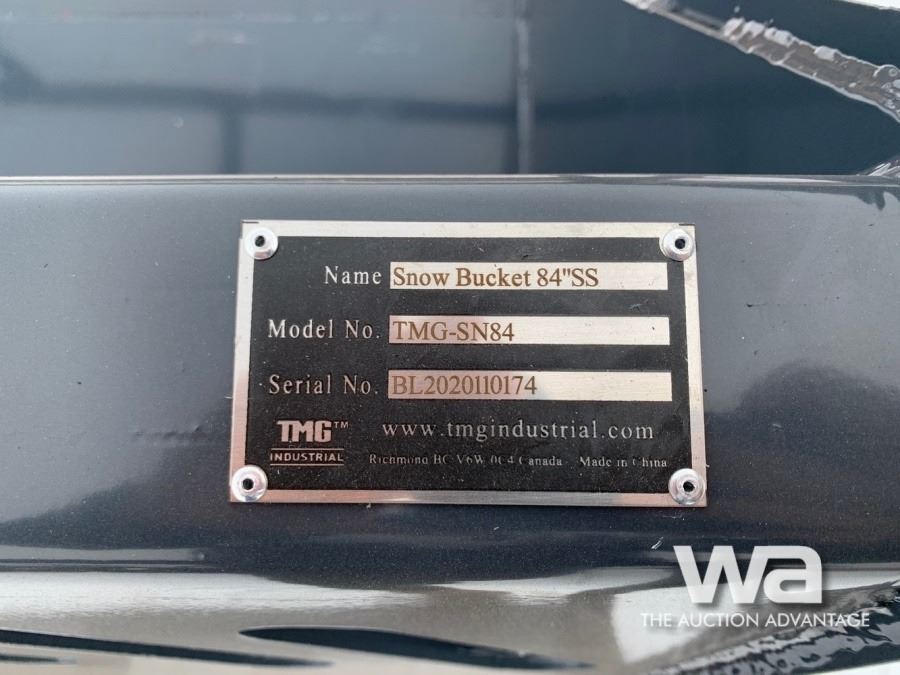 Name Snow Bucket 84"SS
Model No. TMG-SN84
Serial No. BL2020110174
TMG™ www.tmgindustrial.com
INDUSTRIAL Richmond BC V6W Canada Made in China
wa
THE AUCTION ADVANTAGE